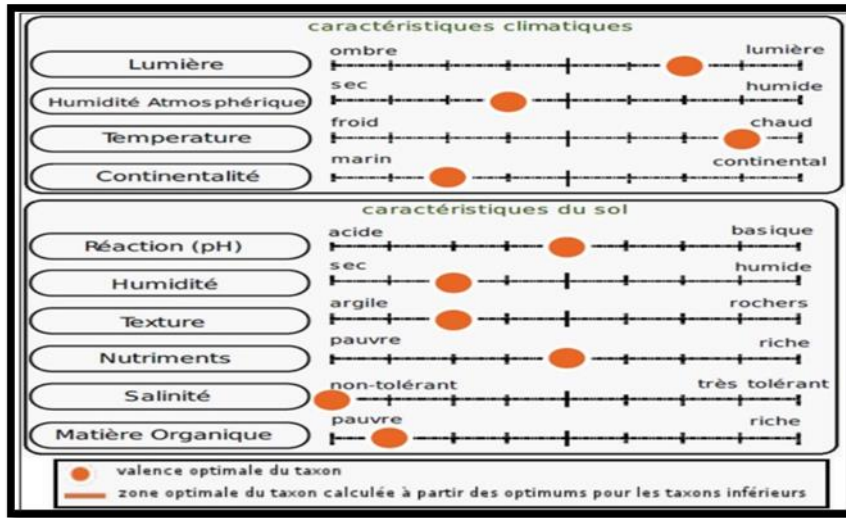 caractéristiques climatiques
Lumière ombre lumière
Humidité Atmosphérique sec humide
Temperature froid chaud
Continentalité marin continental
caractéristiques du sol
Réaction (pH) acide basique
Humidité sec humide
Texture argile rochers
Nutriments pauvre riche
Salinité non-tolérant très tolérant
Matière Organique pauvre riche
valence optimale du taxon
zone optimale du taxon calculée à partir des optimums pour les taxons inférieurs